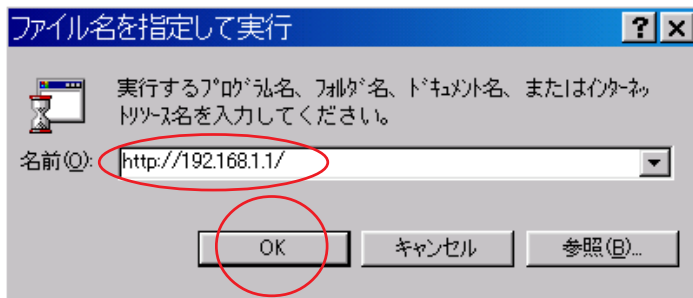 ファイル名を指定して実行
実行するﾌﾟﾛｸﾞﾗﾑ名、ﾌｫﾙﾀﾞ名、ﾄﾞｷｭﾒﾝﾄ名、またはｲﾝﾀｰﾈｯ
ﾄﾘｿｰｽ名を入力してください。
名前(O): http://192.168.1.1/
OK キャンセル 参照(B)...